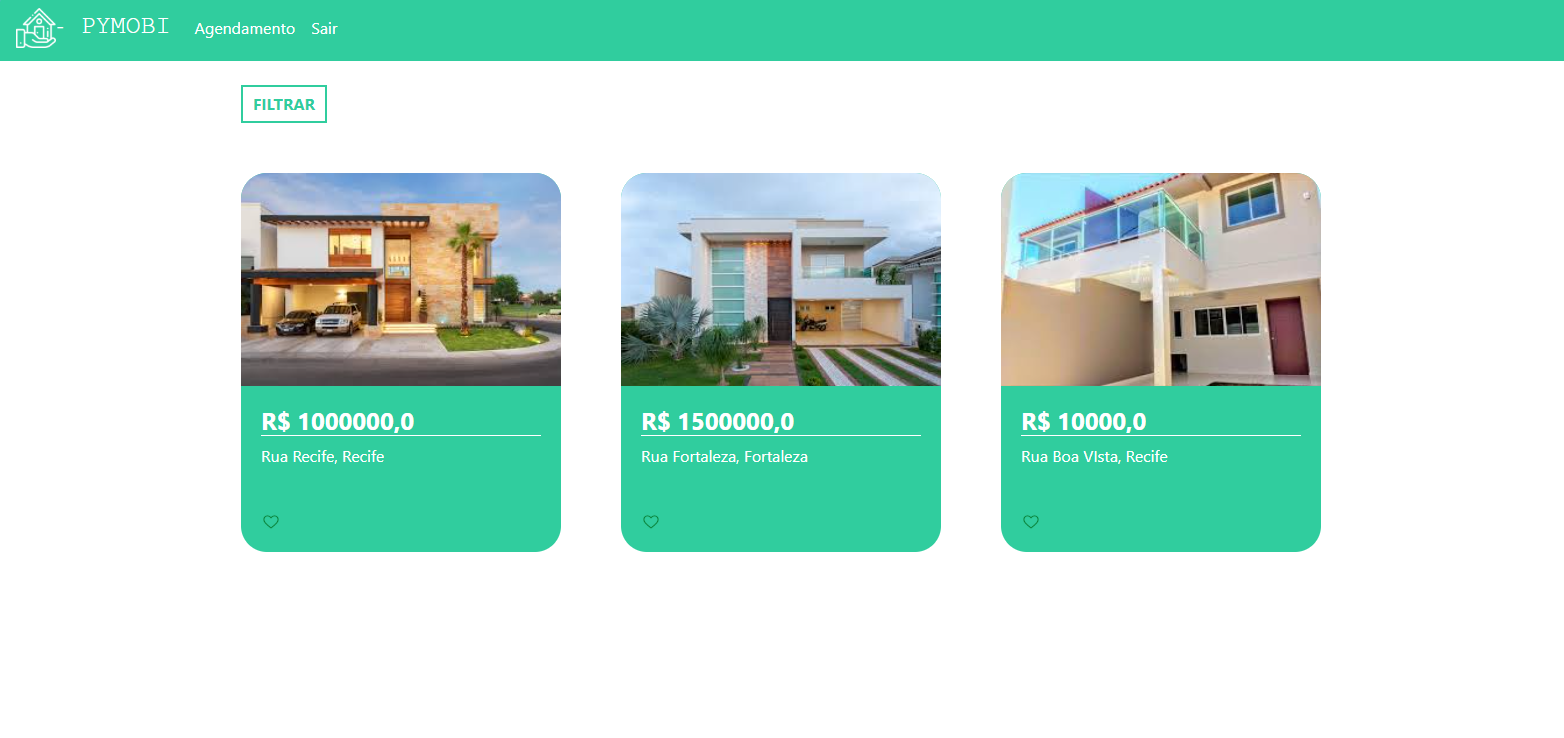 PYMOBI Agendamento Sair
FILTRAR
R$ 1000000,0
Rua Recife, Recife
R$ 1500000,0
Rua Fortaleza, Fortaleza
R$ 10000,0
Rua Boa VIsta, Recife